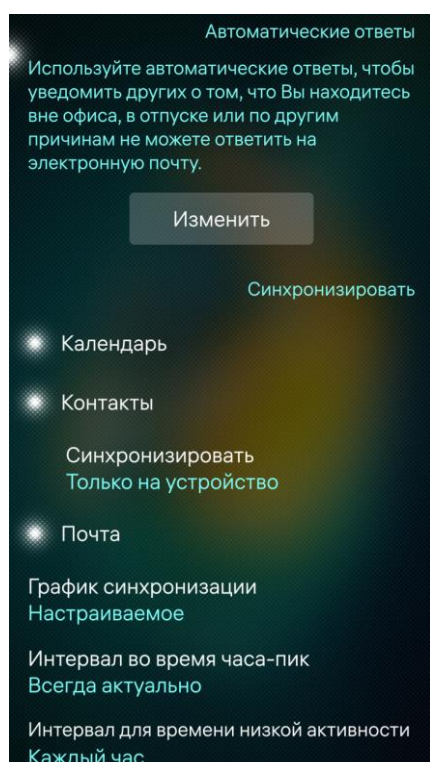 Автоматические ответы
Используйте автоматические ответы, чтобы
уведомить других о том, что Вы находитесь
вне офиса, в отпуске или по другим
причинам не можете ответить на
электронную почту.
Изменить
Синхронизировать
Календарь
Контакты
Синхронизировать
Только на устройство
Почта
График синхронизации
Настраиваемое
Интервал во время часа-пик
Всегда актуально
Интервал для времени низкой активности
Каждый час